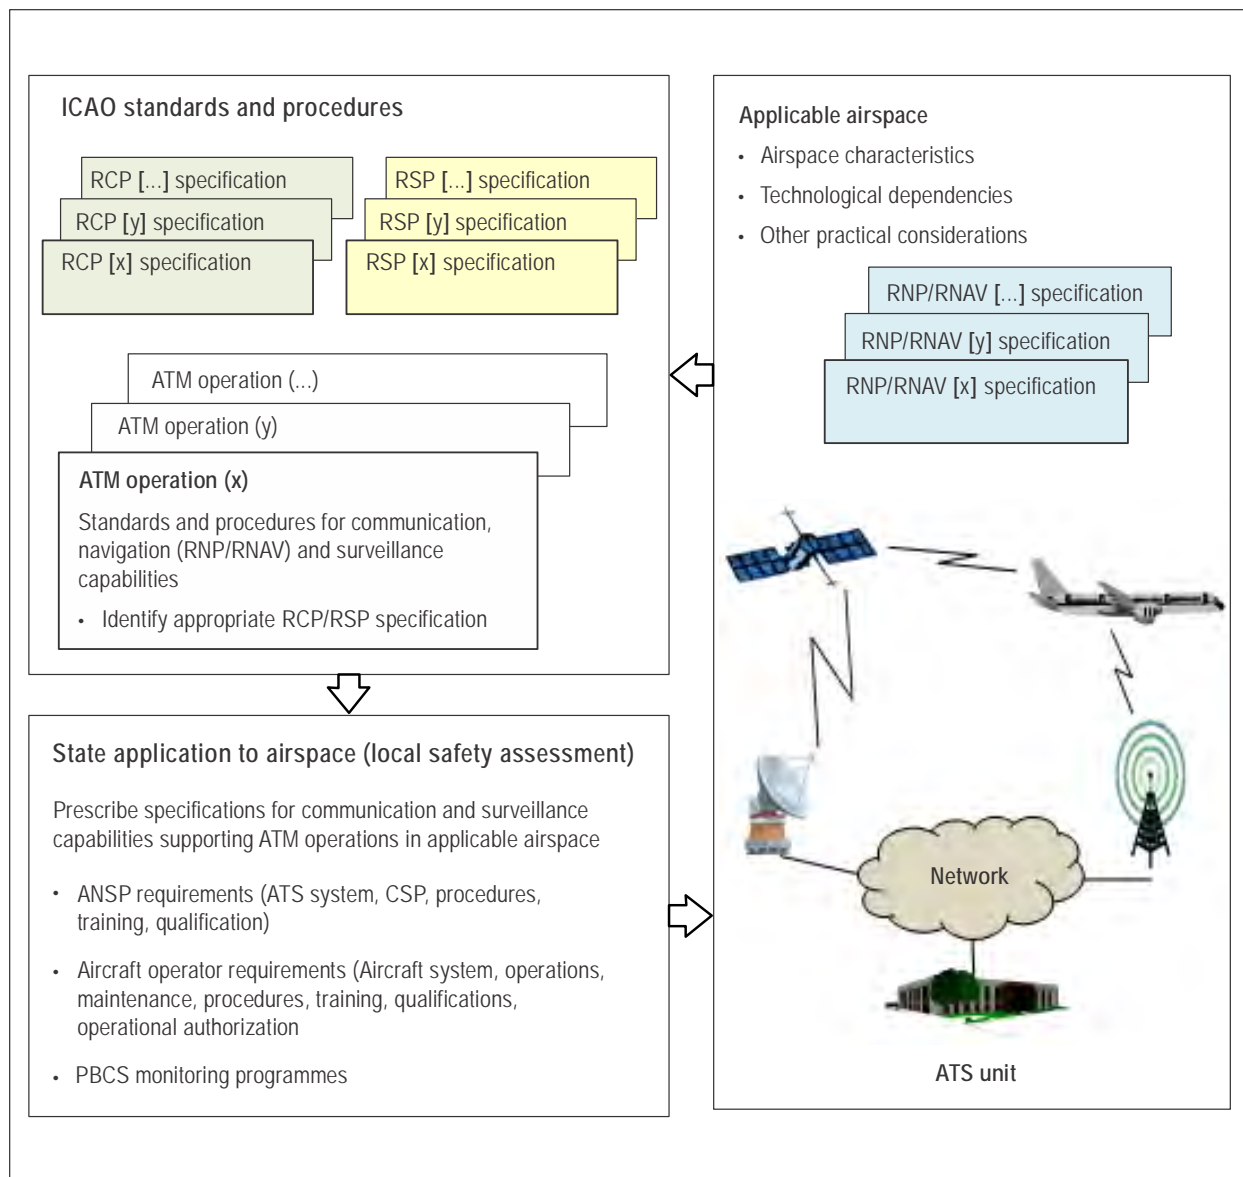 ICAO standards and procedures
RCP [...] specification
RCP [y] specification
RCP [x] specification
RSP [...] specification
RSP [y] specification
RSP [x] specification
ATM operation (...)
ATM operation (y)
ATM operation (x)
Standards and procedures for communication,
navigation (RNP/RNAV) and surveillance
capabilities
• Identify appropriate RCP/RSP specification
State application to airspace (local safety assessment)
Prescribe specifications for communication and surveillance
capabilities supporting ATM operations in applicable airspace
• ANSP requirements (ATS system, CSP, procedures,
training, qualification)
• Aircraft operator requirements (Aircraft system, operations,
maintenance, procedures, training, qualifications,
operational authorization
• PBCS monitoring programmes
Applicable airspace
• Airspace characteristics
• Technological dependencies
• Other practical considerations
RNP/RNAV [...] specification
RNP/RNAV [y] specification
RNP/RNAV [x] specification
Network
ATS unit